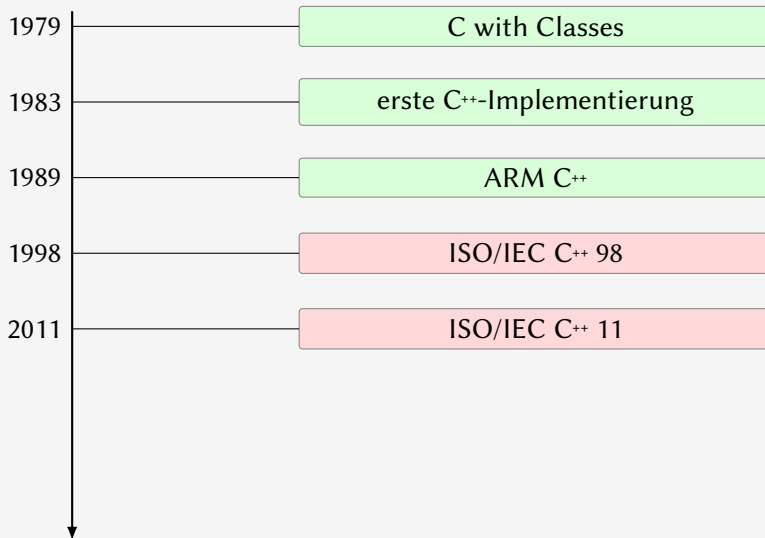 1979 C with Classes
1983 erste C++-Implementierung
1989 ARM C++
1998 ISO/IEC C++ 98
2011 ISO/IEC C++ 11